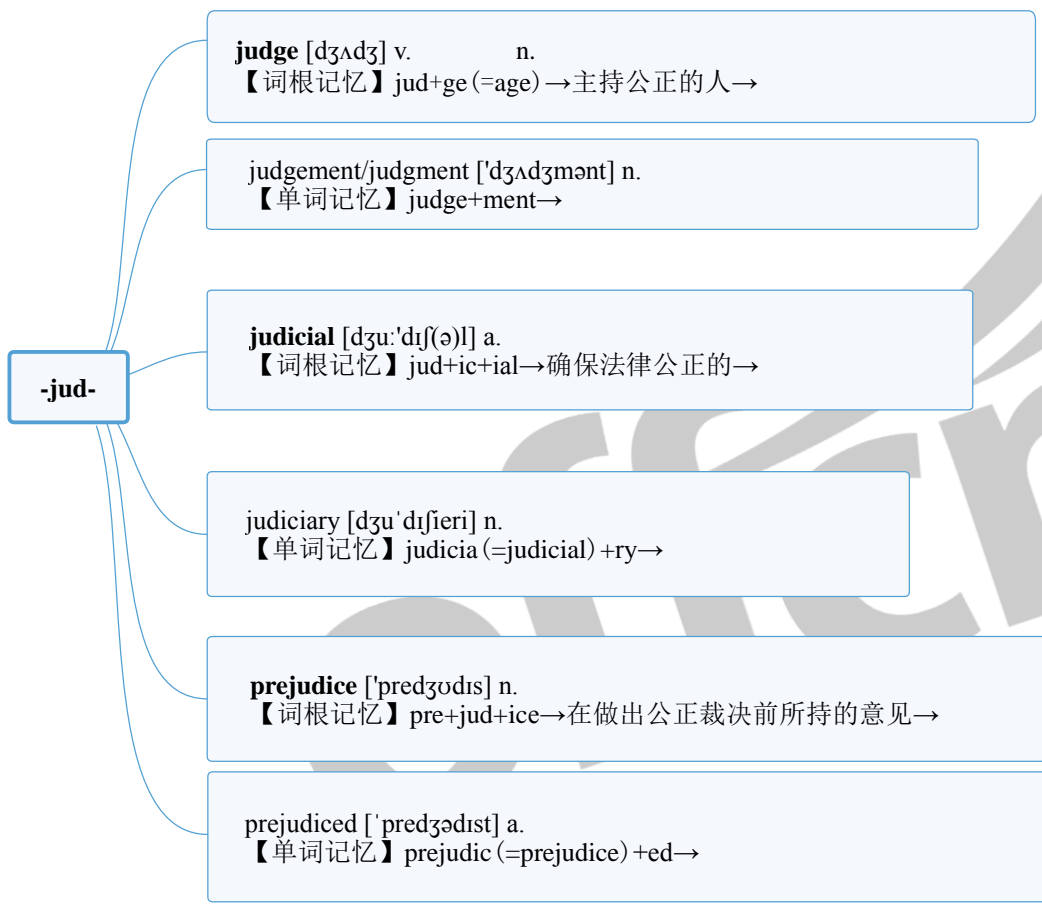 judge [dʒʌdʒ] v. n.
【词根记忆】jud+ge(=age)→主持公正的人→
judgement/judgment ['dʒʌdʒmənt] n.
【单词记忆】judge+ment→
judicial [dʒuː'dɪʃ(ə)l] a.
【词根记忆】jud+ic+ial→确保法律公正的→
-jud-
judiciary [dʒuˈdɪʃieri] n.
【单词记忆】judicia(=judicial)+ry→
prejudice ['predʒʊdɪs] n.
【词根记忆】pre+jud+ice→在做出公正裁决前所持的意见→
prejudiced [ˈpredʒədɪst] a.
【单词记忆】prejudic(=prejudice)+ed→